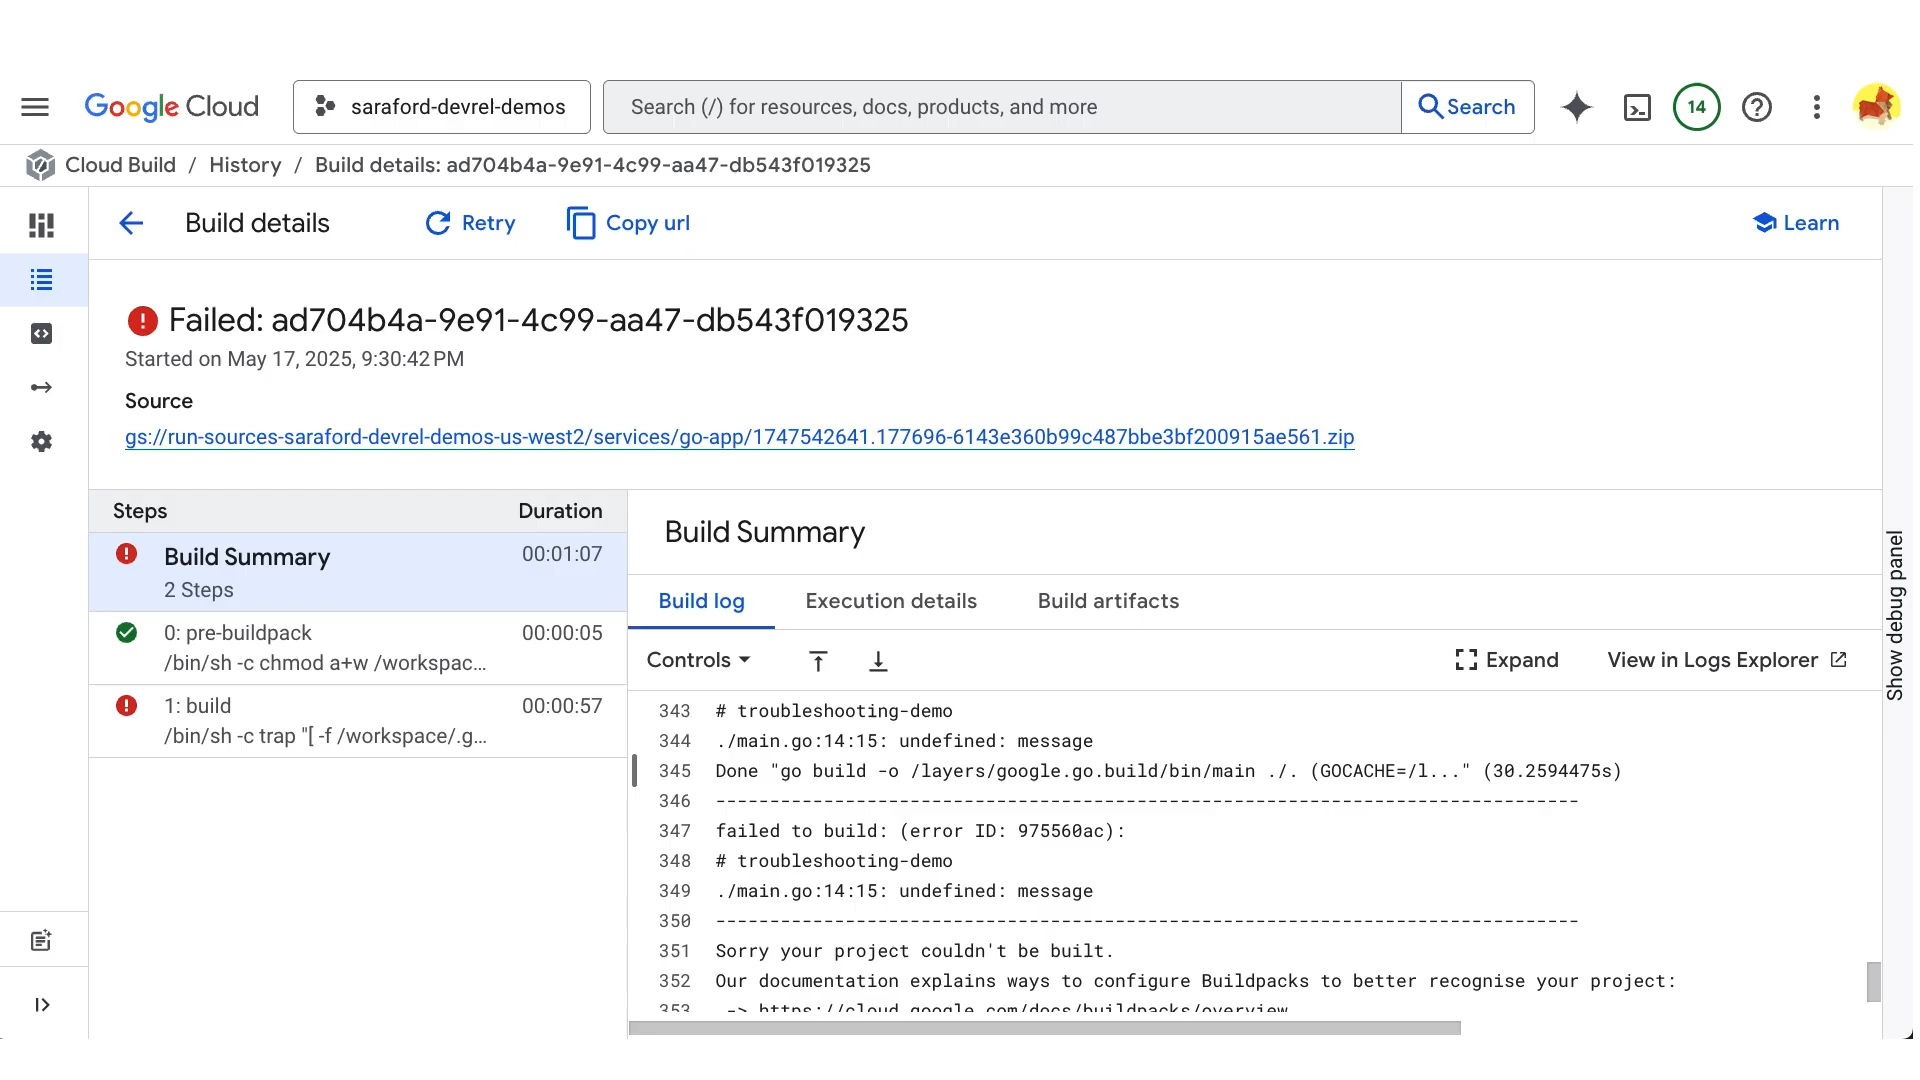 Google Cloud
saraford-devrel-demos
Search (/) for resources, docs, products, and more
Search
14
Cloud Build / History / Build details: ad704b4a-9e91-4c99-aa47-db543f019325
Build details
Retry
Copy url
Learn
Failed: ad704b4a-9e91-4c99-aa47-db543f019325
Started on May 17, 2025, 9:30:42 PM
Source
gs://run-sources-saraford-devrel-demos-us-west2/services/go-app/1747542641.177696-6143e360b99c487bbe3bf200915ae561.zip
Steps Duration
Build Summary 00:01:07
2 Steps
0: pre-buildpack 00:00:05
/bin/sh -c chmod a+w /workspac...
1: build 00:00:57
/bin/sh -c trap "[ -f /workspace/.g...
Build Summary
Build log Execution details Build artifacts
Controls Expand View in Logs Explorer
343 # troubleshooting-demo
344 ./main.go:14:15: undefined: message
345 Done "go build -o /layers/google.go.build/bin/main ./. (GOCACHE=/l..." (30.2594475s)
346 --------------------------------------------------------------------------------
347 failed to build: (error ID: 975560ac):
348 # troubleshooting-demo
349 ./main.go:14:15: undefined: message
350 --------------------------------------------------------------------------------
351 Sorry your project couldn't be built.
352 Our documentation explains ways to configure Buildpacks to better recognise your project:
353 -> https://cloud.google.com/docs/buildpacks/overview
Show debug panel